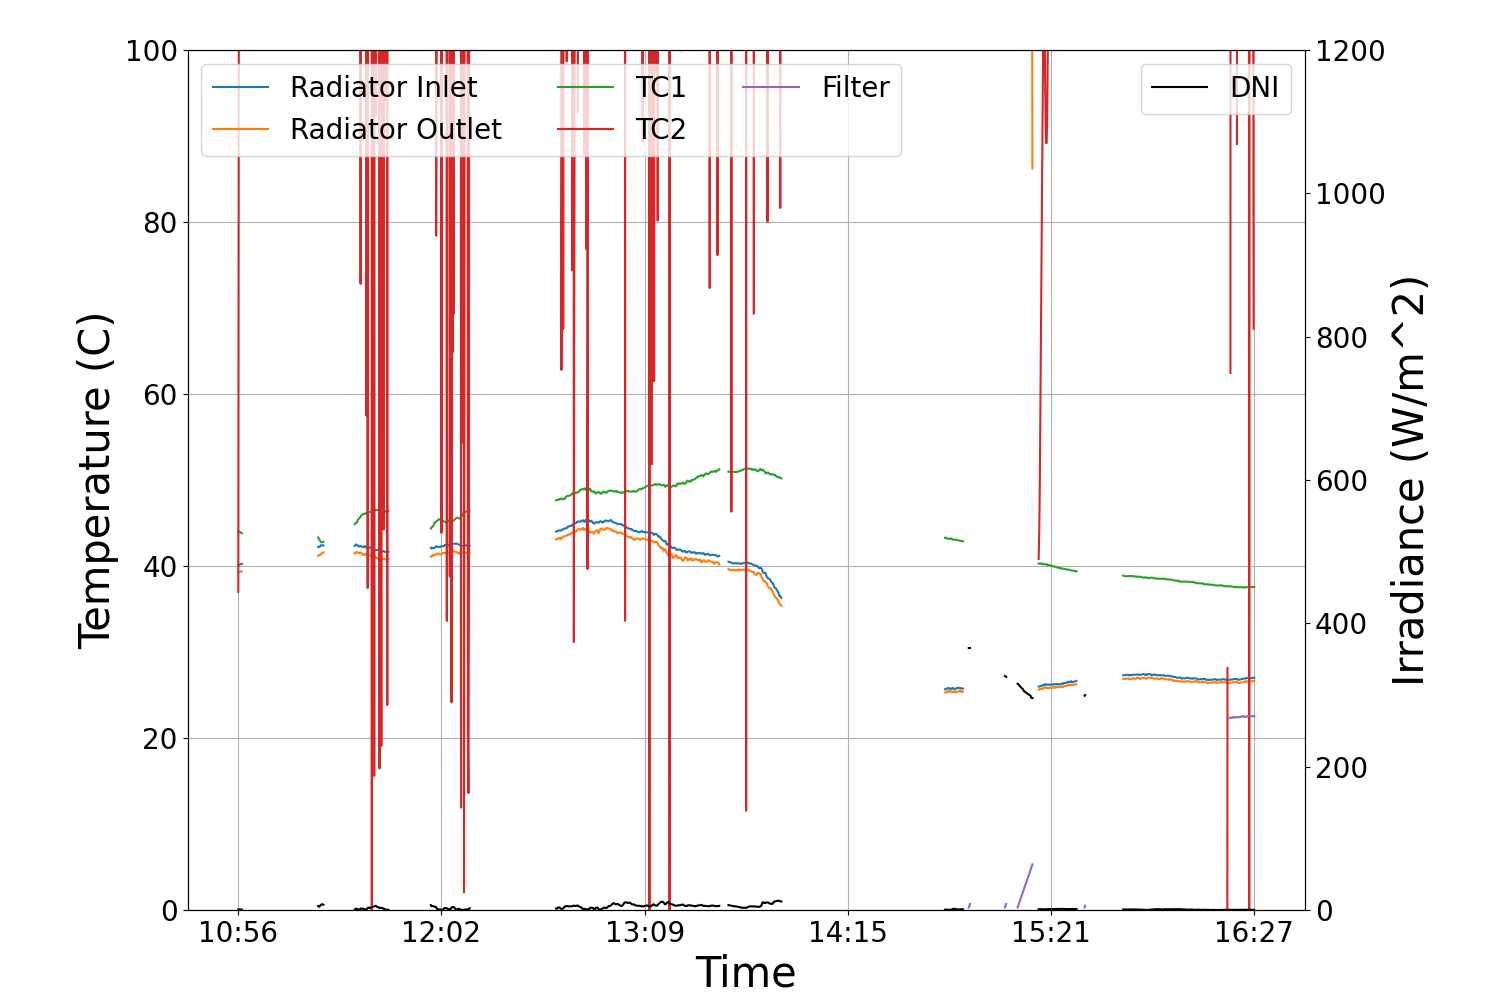 100
80
60
40
20
0
Temperature (C)
Radiator Inlet
Radiator Outlet
TC1
TC2
Filter
DNI
1200
1000
800
600
400
200
0
Irradiance (W/m^2)
10:56
12:02
13:09
14:15
15:21
16:27
Time